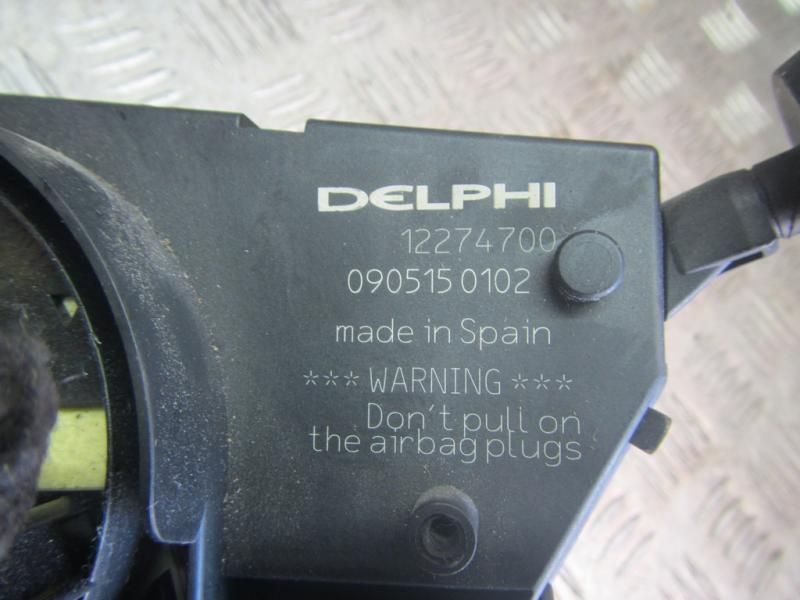 DELPHI
12274700
090515 0102
made in Spain
*** WARNING ***
Don't pull on
the airbag plugs